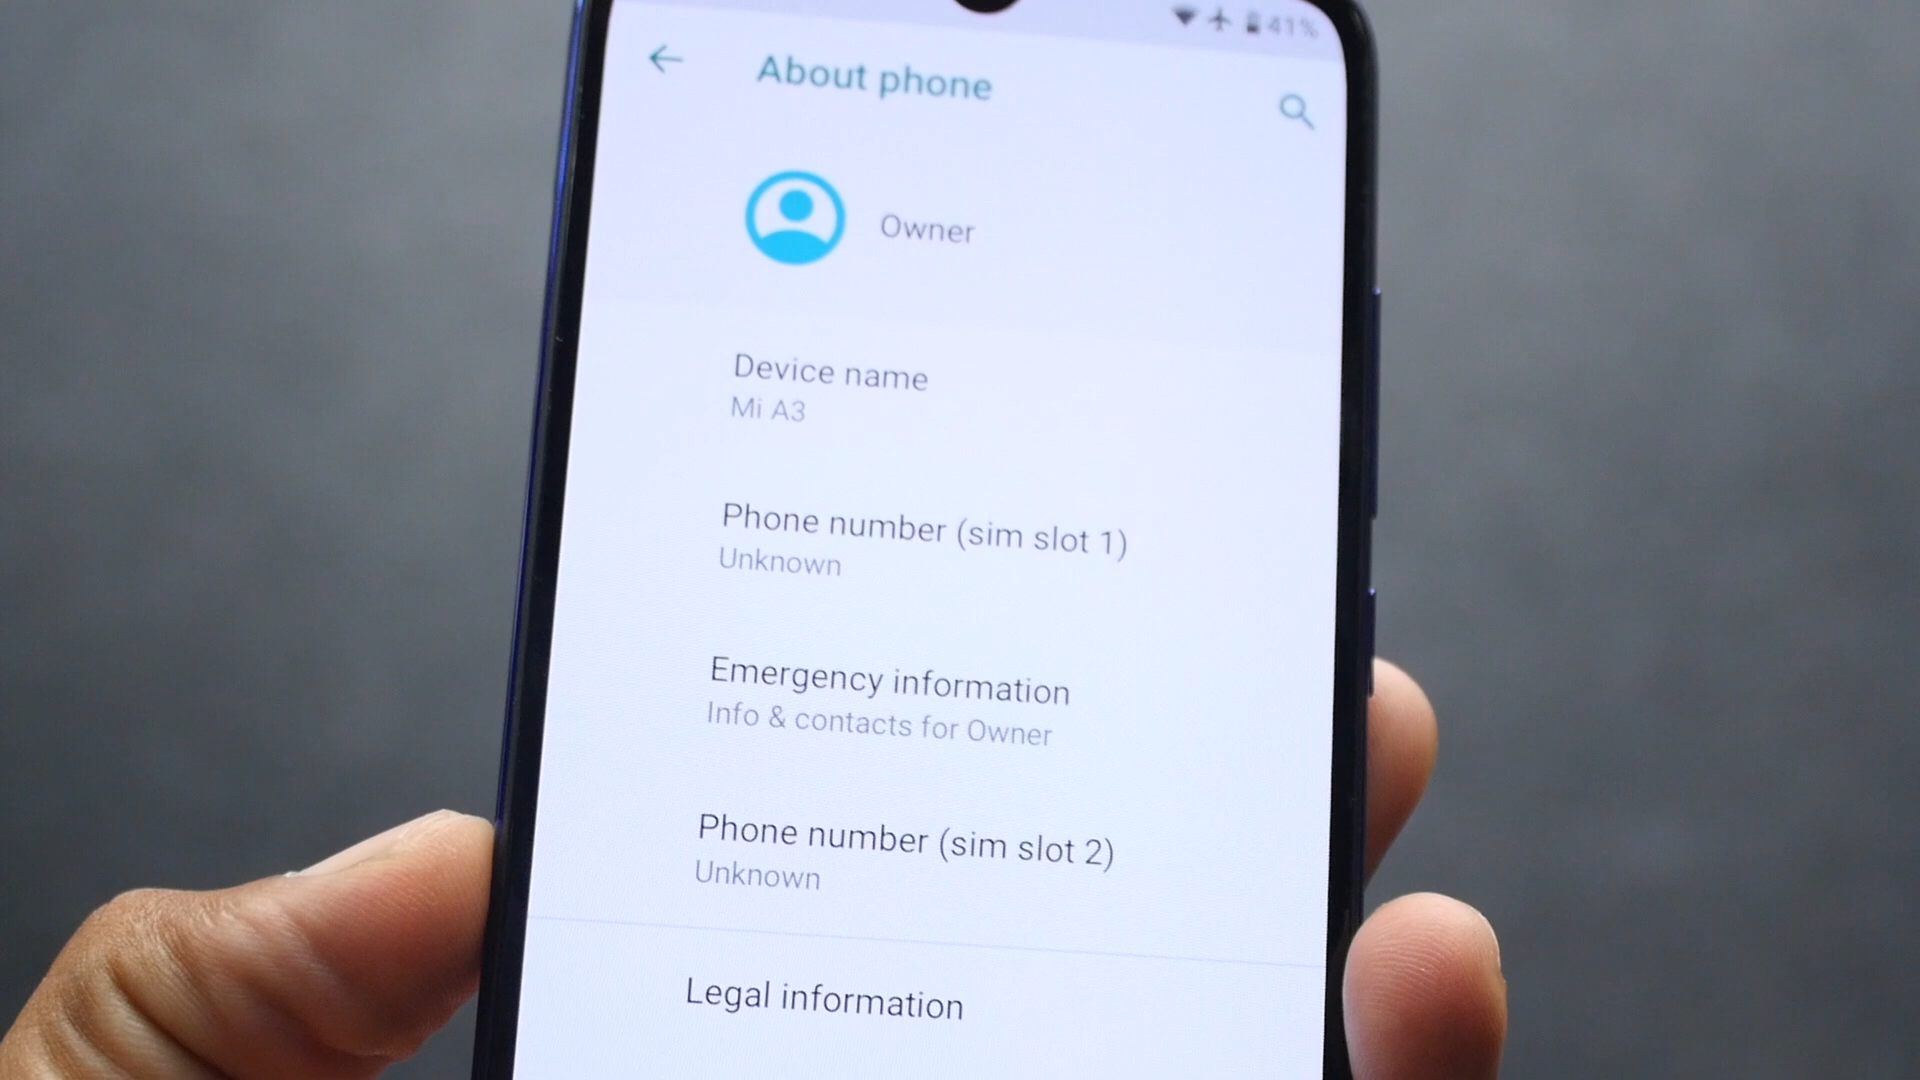 41%
About phone
Owner
Device name
Mi A3
Phone number (sim slot 1)
Unknown
Emergency information
Info & contacts for Owner
Phone number (sim slot 2)
Unknown
Legal information